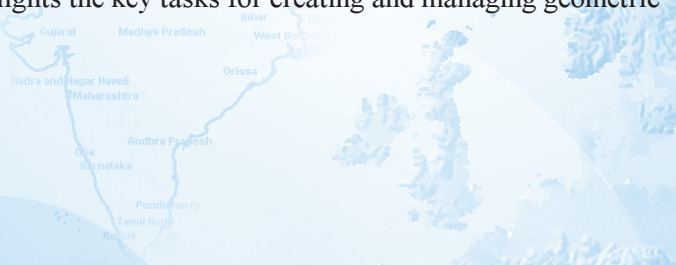 ights the key tasks for creating and managing geometric
Bihar
Gujarat Madhya Pradesh West Bengal
Orissa
Dadra and Nagar Haveli
Maharashtra
Andhra Pradesh
Goa
Karnataka
Pondicherry
Tamil Nadu
Kerala